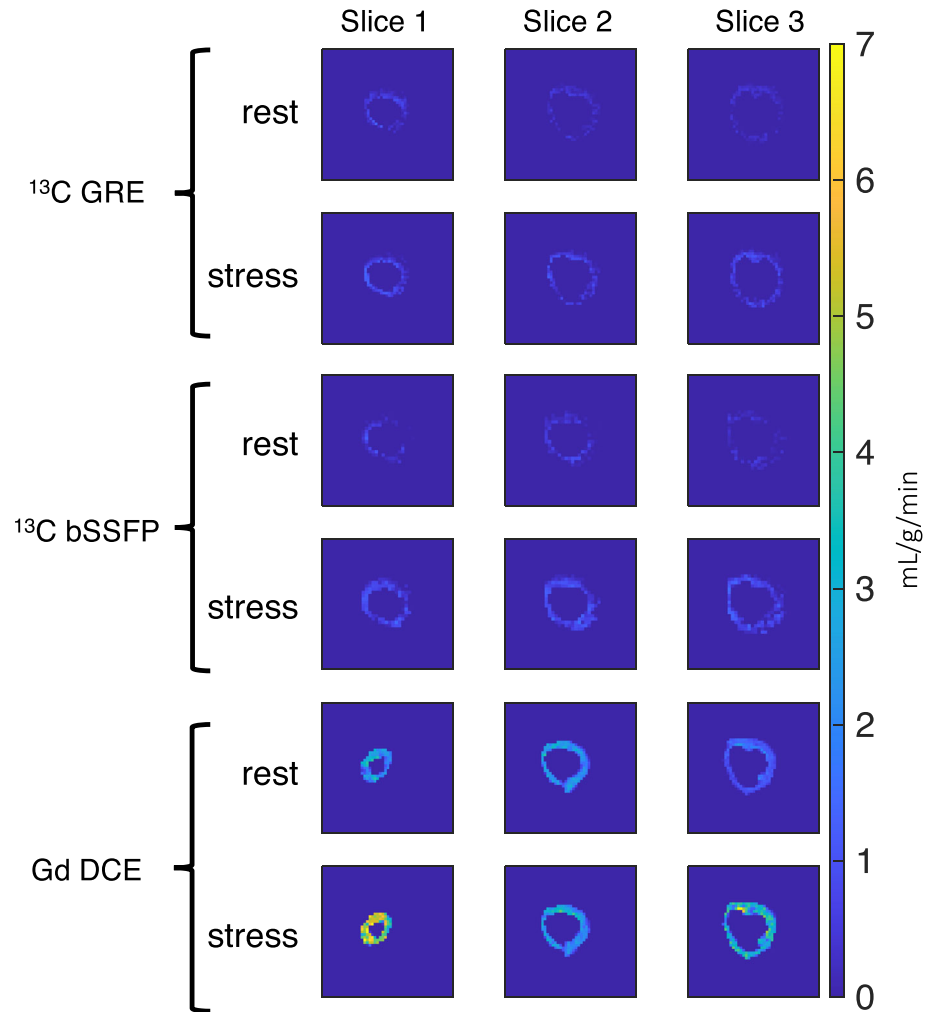 Slice 1 Slice 2 Slice 3
rest
¹³C GRE
stress
rest
¹³C bSSFP
stress
rest
Gd DCE
stress
7
6
5
4
3
2
1
0
mL/g/min